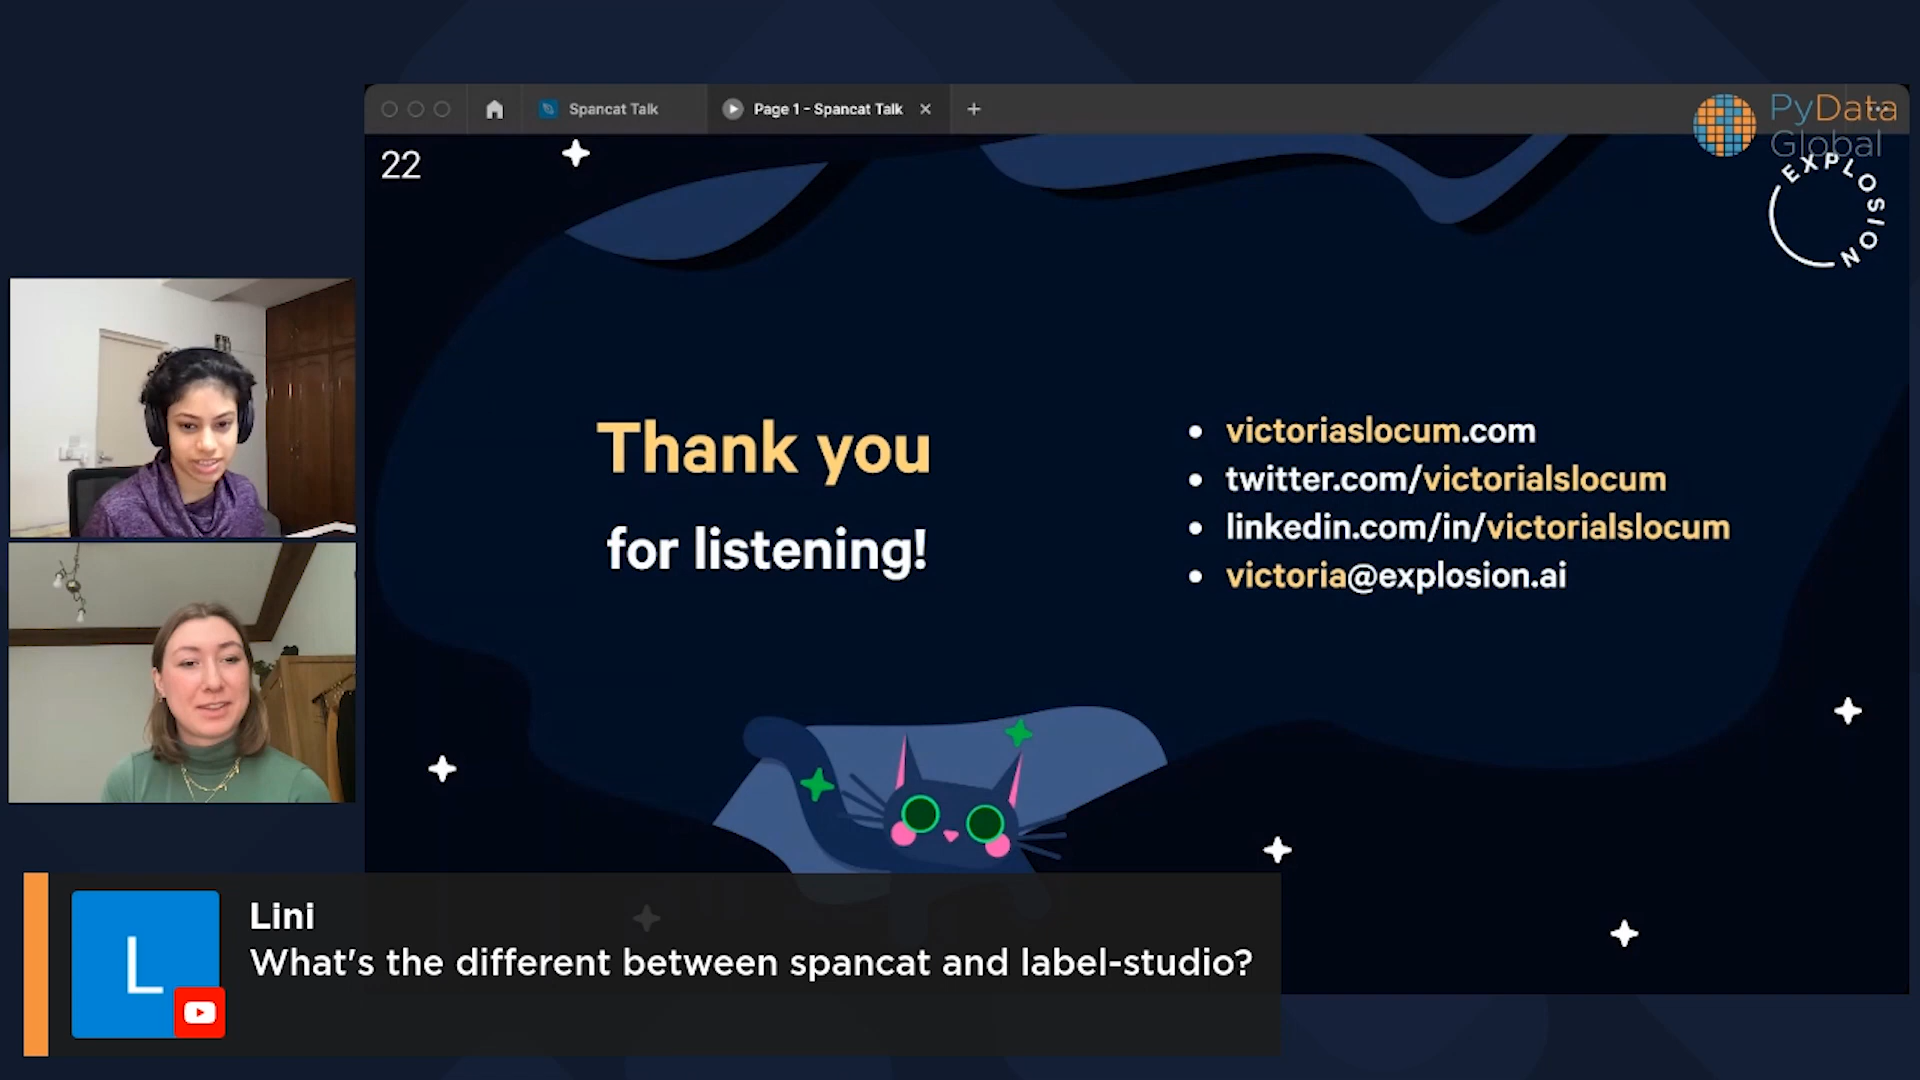 Spancat Talk
Page 1 - Spancat Talk
PyData
Global
EXPLOSION
22
Thank you
for listening!
victoriaslocum.com
twitter.com/victorialslocum
linkedin.com/in/victorialslocum
victoria@explosion.ai
L
Lini
What's the different between spancat and label-studio?